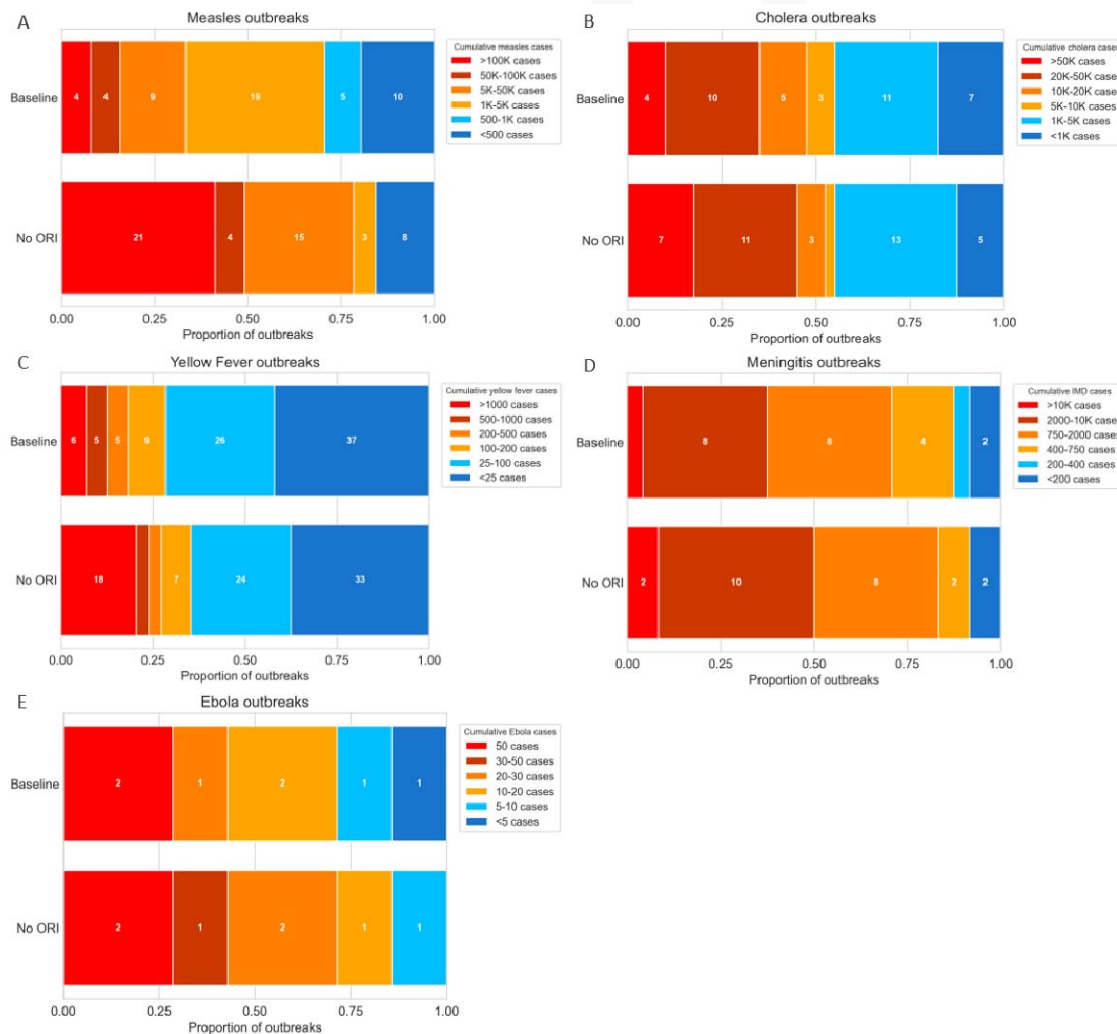 A
Measles outbreaks
Cumulative measles cases
>100K cases
50K-100K cases
5K-50K cases
1K-5K cases
500-1K cases
<500 cases
Baseline
4 4 9 19 5 10
No ORI
21 4 15 3 8
0.00 0.25 0.50 0.75 1.00
Proportion of outbreaks
B
Cholera outbreaks
Cumulative cholera cases
>50K cases
20K-50K cases
10K-20K cases
5K-10K cases
1K-5K cases
<1K cases
Baseline
4 10 5 3 11 7
No ORI
7 11 3 13 5
0.00 0.25 0.50 0.75 1.00
Proportion of outbreaks
C
Yellow Fever outbreaks
Cumulative yellow fever cases
>1000 cases
500-1000 cases
200-500 cases
100-200 cases
25-100 cases
<25 cases
Baseline
6 5 5 9 26 37
No ORI
18 7 24 33
0.00 0.25 0.50 0.75 1.00
Proportion of outbreaks
D
Meningitis outbreaks
Cumulative IMD cases
>10K cases
2000-10K cases
750-2000 cases
400-750 cases
200-400 cases
<200 cases
Baseline
8 8 4 2
No ORI
2 10 8 2 2
0.00 0.25 0.50 0.75 1.00
Proportion of outbreaks
E
Ebola outbreaks
Cumulative Ebola cases
50 cases
30-50 cases
20-30 cases
10-20 cases
5-10 cases
<5 cases
Baseline
2 1 2 1 1
No ORI
2 1 2 1 1
0.00 0.25 0.50 0.75 1.00
Proportion of outbreaks